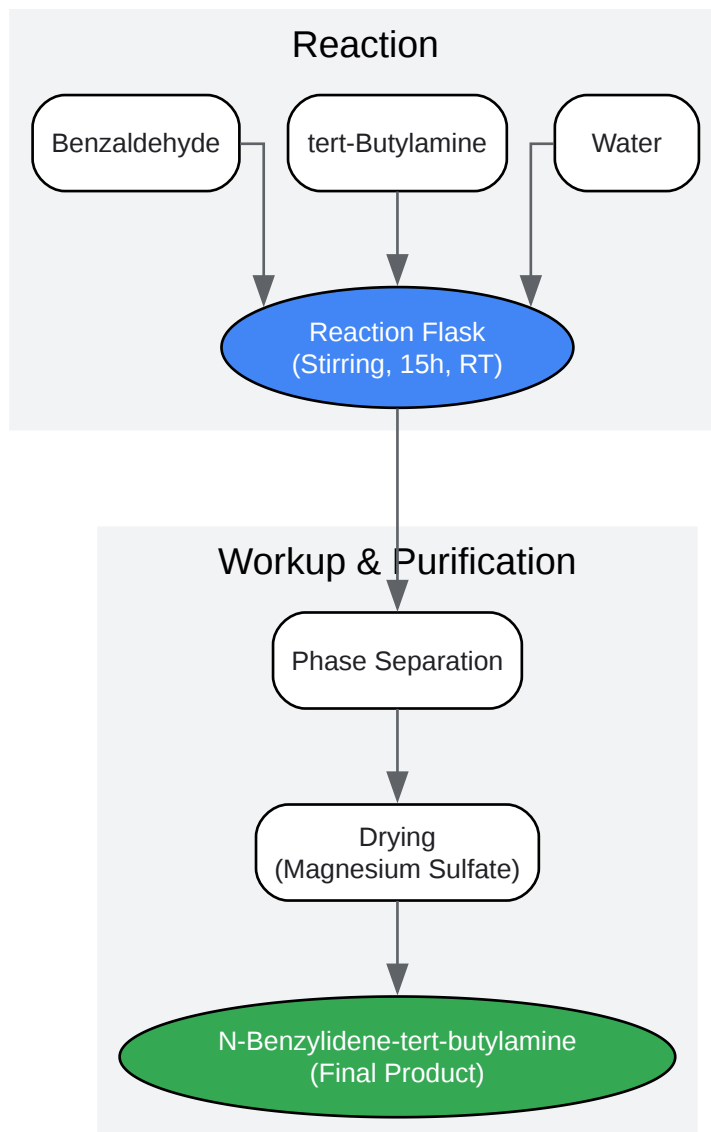 Reaction
Benzaldehyde
tert-Butylamine
Water
Reaction Flask
(Stirring, 15h, RT)
Workup & Purification
Phase Separation
Drying
(Magnesium Sulfate)
N-Benzylidene-tert-butylamine
(Final Product)